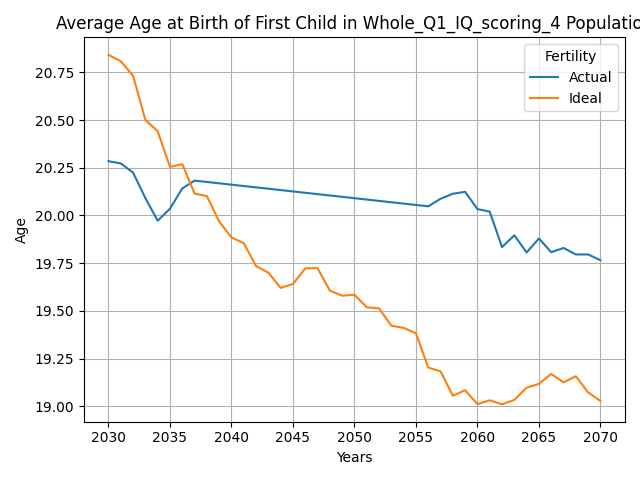 Average Age at Birth of First Child in Whole_Q1_IQ_scoring_4 Populatio
Fertility
Actual
Ideal
20.75
20.50
20.25
20.00
19.75
19.50
19.25
19.00
Age
2030 2035 2040 2045 2050 2055 2060 2065 2070
Years